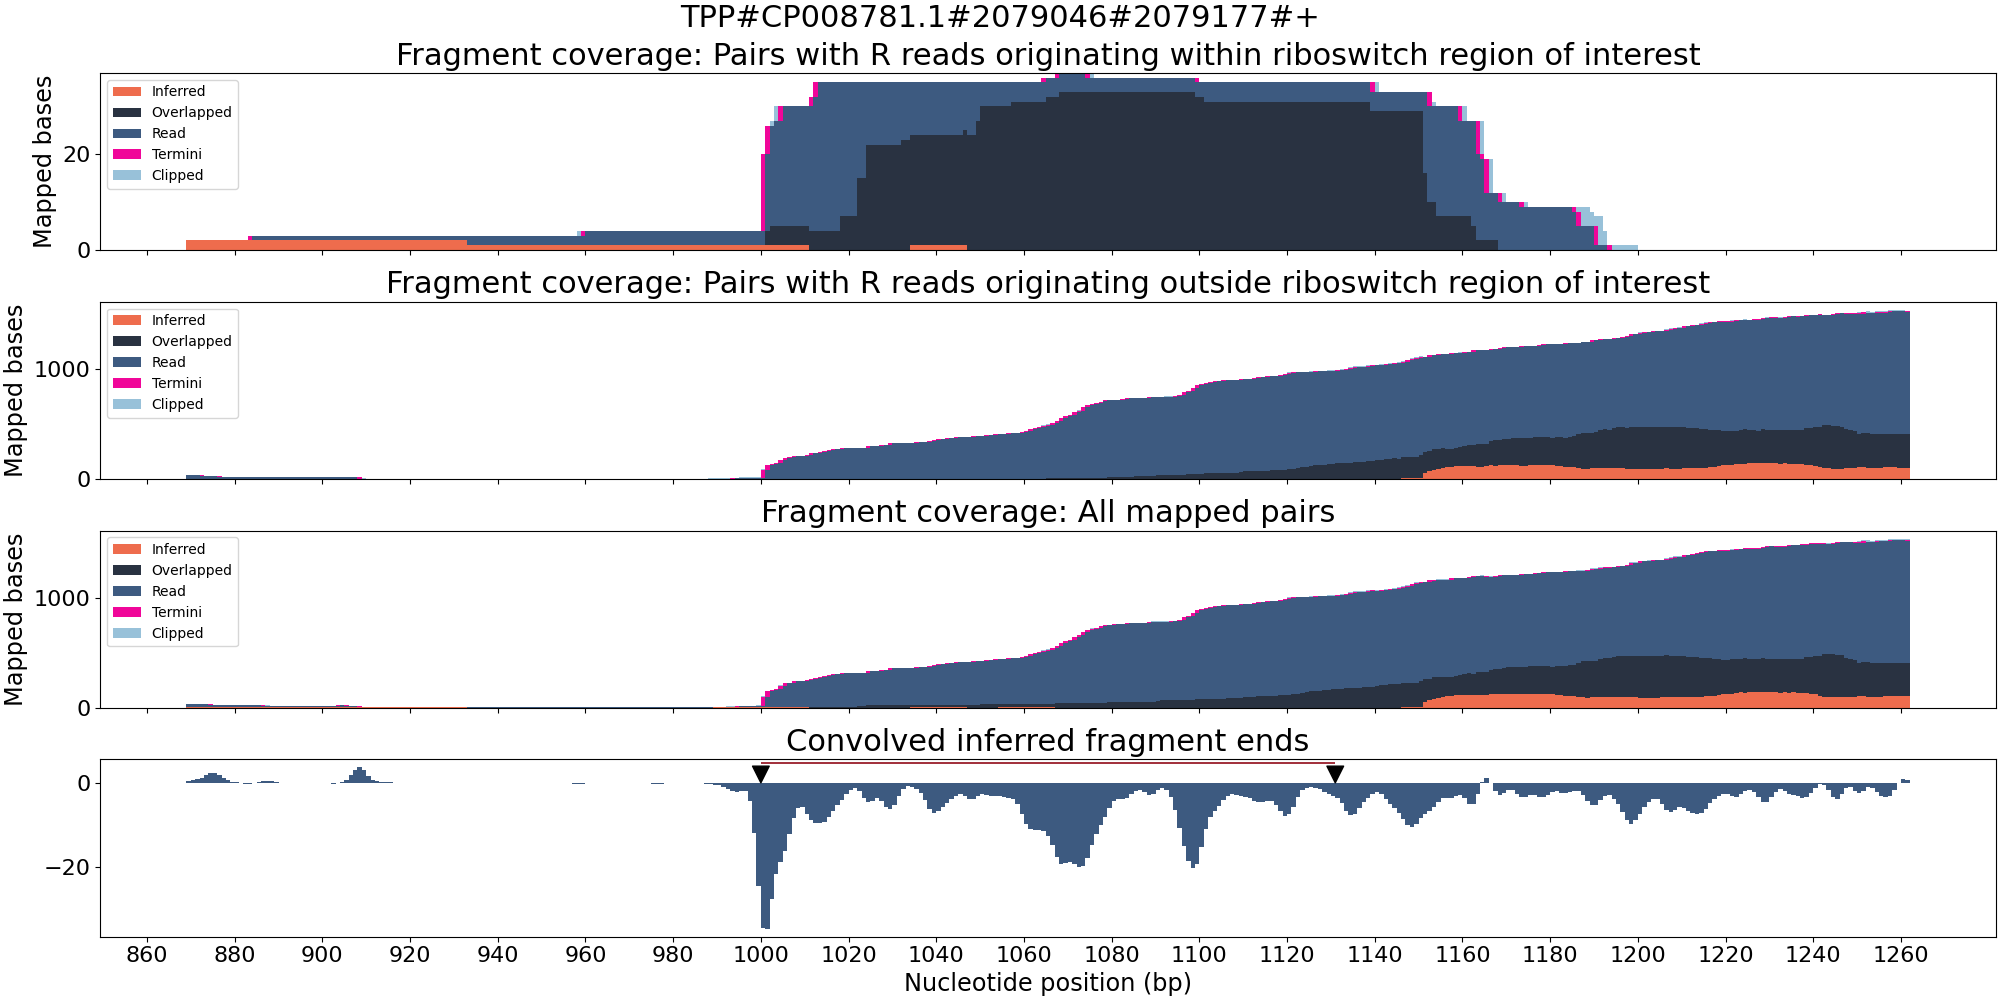 TPP#CP008781.1#2079046#2079177#+
Fragment coverage: Pairs with R reads originating within riboswitch region of interest
Mapped bases
20
0
Inferred
Overlapped
Read
Termini
Clipped
Fragment coverage: Pairs with R reads originating outside riboswitch region of interest
Mapped bases
1000
0
Inferred
Overlapped
Read
Termini
Clipped
Fragment coverage: All mapped pairs
Mapped bases
1000
0
Inferred
Overlapped
Read
Termini
Clipped
Convolved inferred fragment ends
0
−20
860 880 900 920 940 960 980 1000 1020 1040 1060 1080 1100 1120 1140 1160 1180 1200 1220 1240 1260
Nucleotide position (bp)